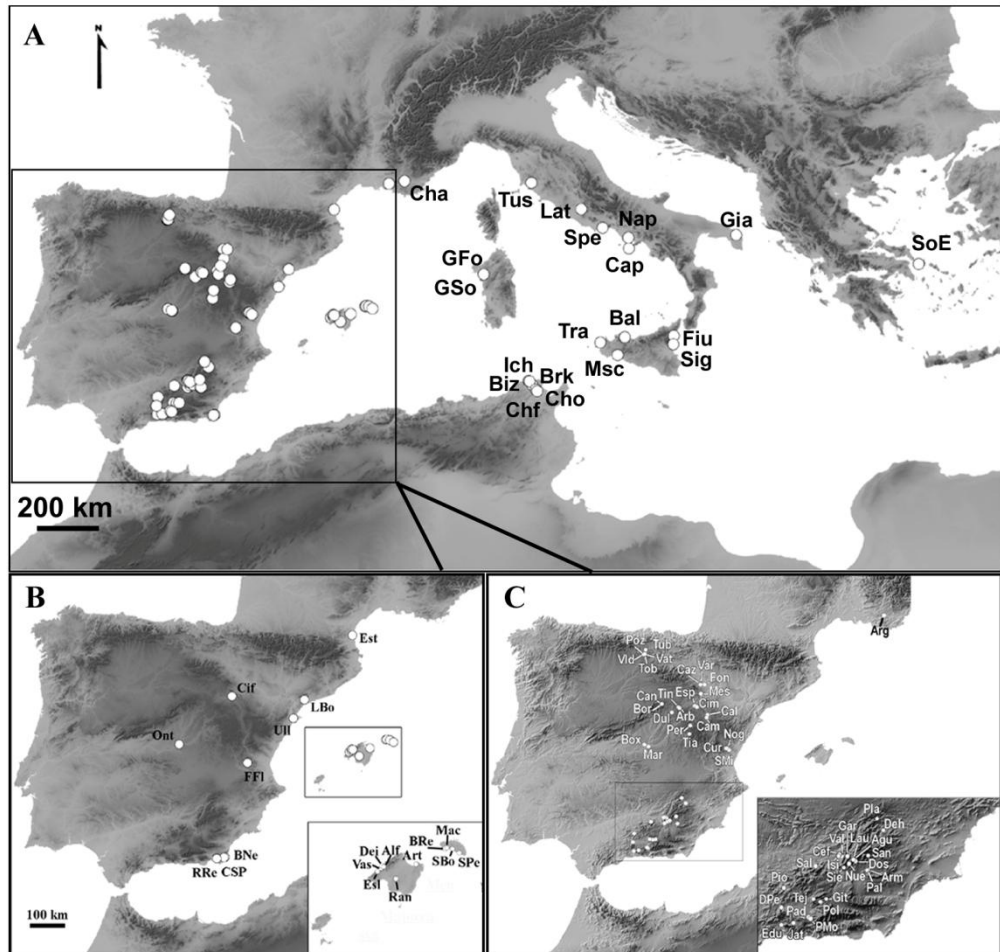 A
N
Cha
Tus
Lat
Spe
Nap
Cap
Gia
SoE
GFo
GSo
Tra
Bal
Msc
Fiu
Sig
Ich
Brk
Biz
Cho
Chf
200 km
B
Est
Cif
LBo
Ull
Ont
FFl
BNe
RRe CSP
100 km
Mac
BRe
Dei Alf
Art
Vas
SBo SPe
Esl
Ran
C
Arg
Poz Tub
Vld Vat
Tob
Caz Var
Fon
Can Tin Esp Mes
Bor Cim
Dul Arb Cal
Cam
Per Nog
Box Tia Cur
Mar SMi
Pla
Gar Deh
Val Lau Agu
Cef San
Sal Isi Dos
Sie Nue Arm
Pio Pal
Tej Git
DPe
Pad Pol
Edu Jat PMo